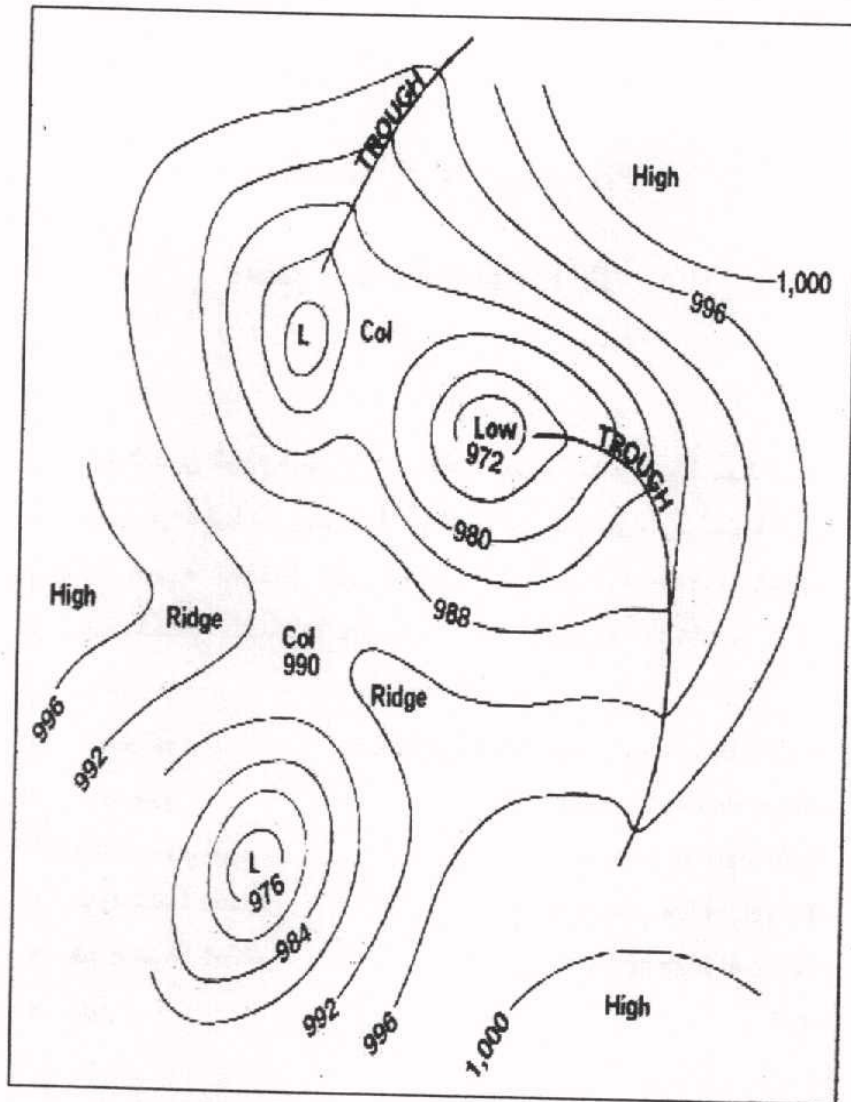 TROUGH
High
1,000
996
L
Col
Low
972
TROUGH
980
988
High
Ridge
Col
990
Ridge
996
992
L
976
984
992
996
1,000
High